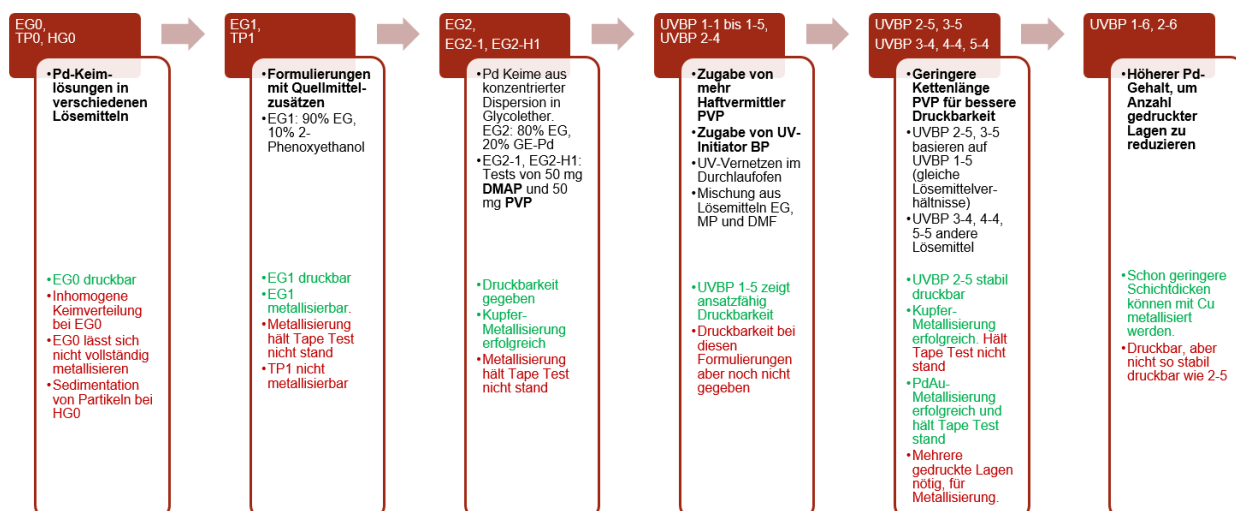 EG0,
TP0, HG0
•Pd-Keim-
lösungen in
verschiedenen
Lösemitteln
•EG0 druckbar
•Inhomogene
Keimverteilung
bei EG0
•EG0 lässt sich
nicht vollständig
metallisieren
•Sedimentation
von Partikeln bei
HG0
EG1,
TP1
•Formulierungen
mit Quellmittel-
zusätzen
•EG1: 90% EG,
10% 2-
Phenoxyethanol
•EG1 druckbar
•EG1
metallisierbar.
•Metallisierung
hält Tape Test
nicht stand
•TP1 nicht
metallisierbar
EG2,
EG2-1, EG2-H1
•Pd Keime aus
konzentrierter
Dispersion in
Glycolether.
EG2: 80% EG,
20% GE-Pd
•EG2-1, EG2-H1:
Tests von 50 mg
DMAP und 50
mg PVP
•Druckbarkeit
gegeben
•Kupfer-
Metallisierung
erfolgreich
•Metallisierung
hält Tape Test
nicht stand
UVBP 1-1 bis 1-5,
UVBP 2-4
•Zugabe von
mehr
Haftvermittler
PVP
•Zugabe von UV-
Initiator BP
•UV-Vernetzen im
Durchlaufofen
•Mischung aus
Lösemitteln EG,
MP und DMF
•UVBP 1-5 zeigt
ansatzfähig
Druckbarkeit
•Druckbarkeit bei
diesen
Formulierungen
aber noch nicht
gegeben
UVBP 2-5, 3-5
UVBP 3-4, 4-4, 5-4
•Geringere
Kettenlänge
PVP für bessere
Druckbarkeit
•UVBP 2-5, 3-5
basieren auf
UVBP 1-5
(gleiche
Lösemittelver-
hältnisse)
•UVBP 3-4, 4-4,
5-5 andere
Lösemittel
•UVBP 2-5 stabil
druckbar
•Kupfer-
Metallisierung
erfolgreich. Hält
Tape Test nicht
stand
•PdAu-
Metallisierung
erfolgreich und
hält Tape Test
stand
•Mehrere
gedruckte Lagen
nötig, für
Metallisierung.
UVBP 1-6, 2-6
•Höherer Pd-
Gehalt, um
Anzahl
gedruckter
Lagen zu
reduzieren
•Schon geringere
Schichtdicken
können mit Cu
metallisiert
werden.
•Druckbar, aber
nicht so stabil
druckbar wie 2-5